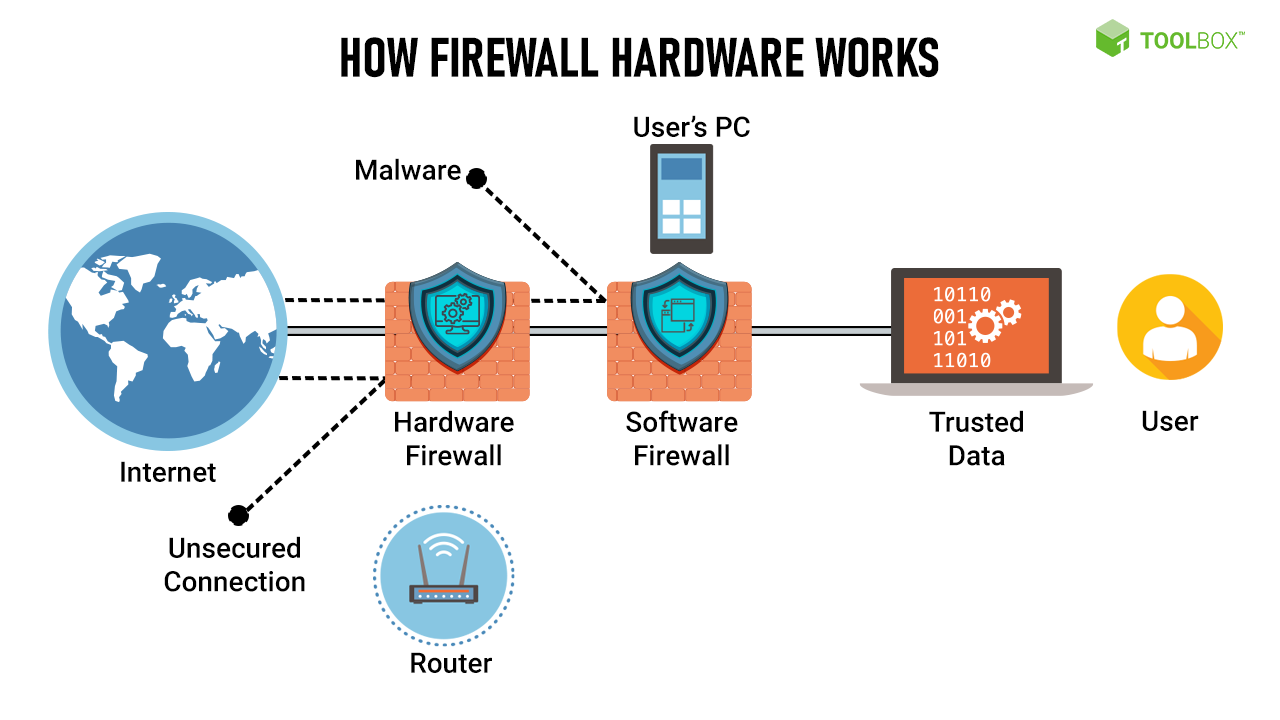 HOW FIREWALL HARDWARE WORKS
TOOLBOX™
User's PC
Malware
10110
001
101
11010
Hardware
Firewall
Software
Firewall
Trusted
Data
User
Internet
Unsecured
Connection
Router